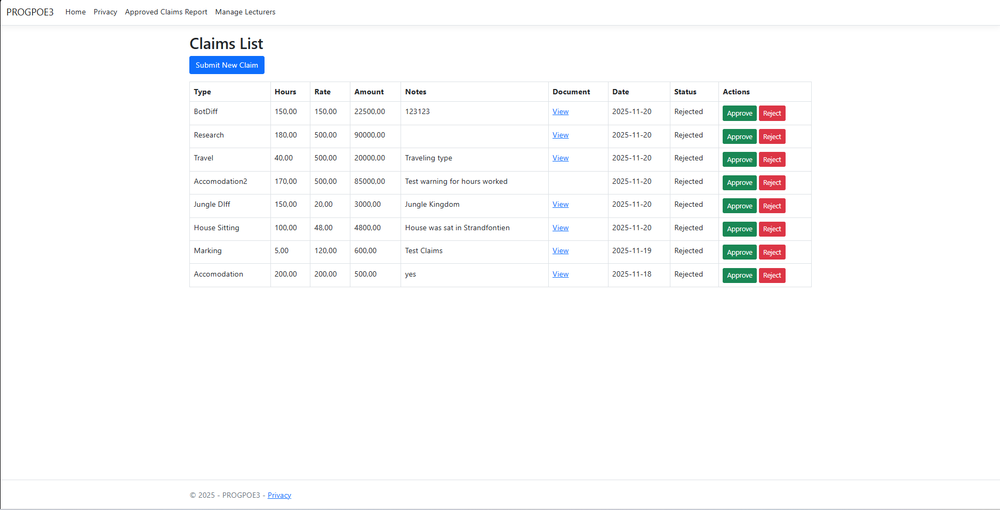 PROGPOE3 Home Privacy Approved Claims Report Manage Lecturers
Claims List
Submit New Claim
Type Hours Rate Amount Notes Document Date Status Actions
BotDiff 150,00 150,00 22500,00 123123 View 2025-11-20 Rejected Approve Reject
Research 180,00 500,00 90000,00 View 2025-11-20 Rejected Approve Reject
Travel 40,00 500,00 20000,00 Traveling type View 2025-11-20 Rejected Approve Reject
Accomodation2 170,00 500,00 85000,00 Test warning for hours worked 2025-11-20 Rejected Approve Reject
Jungle DIff 150,00 20,00 3000,00 Jungle Kingdom View 2025-11-20 Rejected Approve Reject
House Sitting 100,00 48,00 4800,00 House was sat in Strandfontien View 2025-11-20 Rejected Approve Reject
Marking 5,00 120,00 600,00 Test Claims View 2025-11-19 Rejected Approve Reject
Accomodation 200,00 200,00 500,00 yes View 2025-11-18 Rejected Approve Reject
© 2025 - PROGPOE3 - Privacy